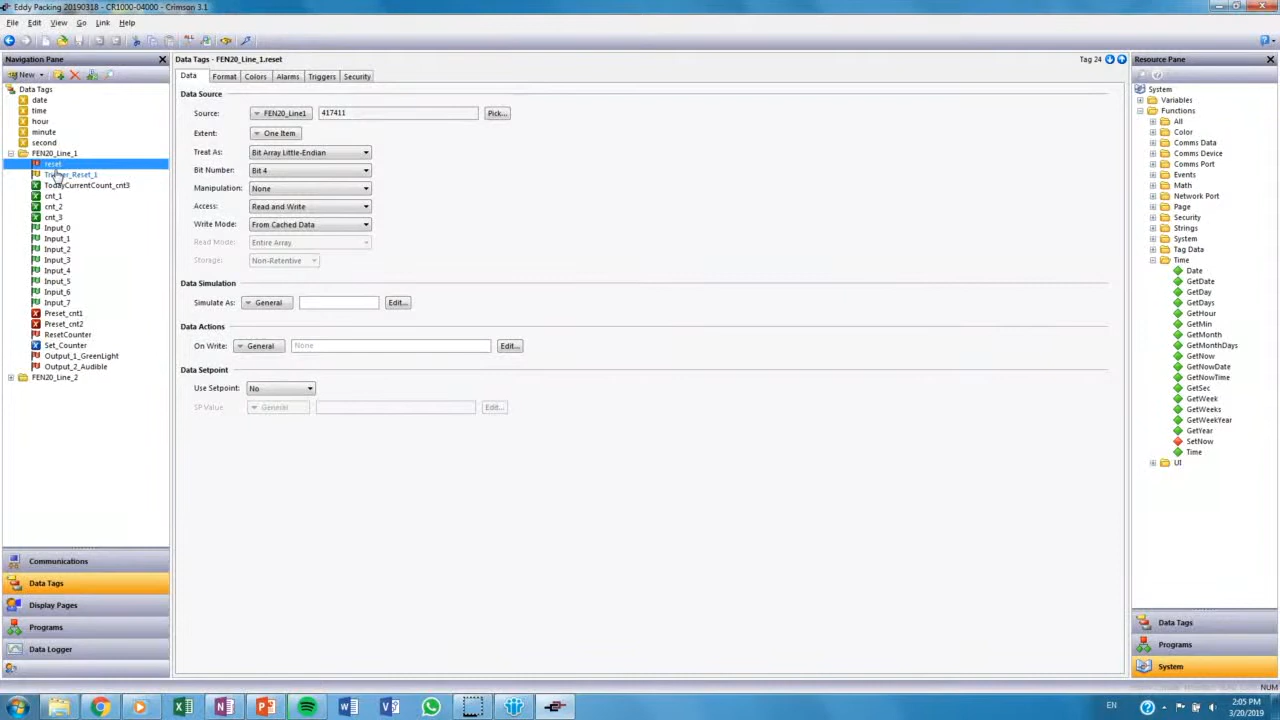 Eddy Packing 20190318 - CR1000-04000 - Crimson 3.1
File Edit View Go Link Help
Navigation Pane
New
Data Tags
date
time
hour
minute
second
FEN20_Line_1
reset
TodayCurrentCount_cnt3
cnt_1
cnt_2
cnt_3
Input_0
Input_1
Input_2
Input_3
Input_4
Input_5
Input_6
Input_7
Preset_cnt1
Preset_cnt2
ResetCounter
Set_Counter
Output_1_GreenLight
Output_2_Audible
FEN20_Line_2
Communications
Data Tags
Display Pages
Programs
Data Logger
Data Tags - FEN20_Line_1.reset
Tag 24
Data Format Colors Alarms Triggers Security
Data Source
Source: FEN20_Line1 417411 Pick...
Extent: One Item
Treat As: Bit Array Little-Endian
Bit Number: Bit 4
Manipulation: None
Access: Read and Write
Write Mode: From Cached Data
Read Mode: Entire Array
Storage: Non-Retentive
Data Simulation
Simulate As: General Edit...
Data Actions
On Write: General None Edit...
Data Setpoint
Use Setpoint: No
SP Value: General Edit...
Resource Pane
System
Variables
Functions
All
Color
Comms Data
Comms Device
Comms Port
Events
Math
Network Port
Page
Security
Strings
System
Tag Data
Time
Date
GetDate
GetDay
GetDays
GetHour
GetMin
GetMonth
GetMonthDays
GetNow
GetNowDate
GetNowTime
GetSec
GetWeek
GetWeeks
GetWeekYear
GetYear
SetNow
Time
UI
Data Tags
Programs
System
NUM
EN
2:05 PM
3/20/2019